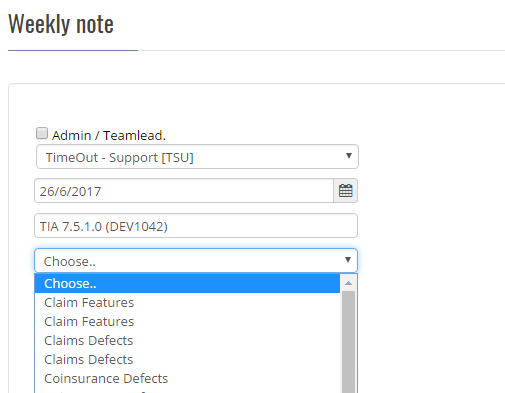 Weekly note
Admin / Teamlead.
TimeOut - Support [TSU]
26/6/2017
TIA 7.5.1.0 (DEV1042)
Choose..
Choose..
Claim Features
Claim Features
Claims Defects
Claims Defects
Coinsurance Defects